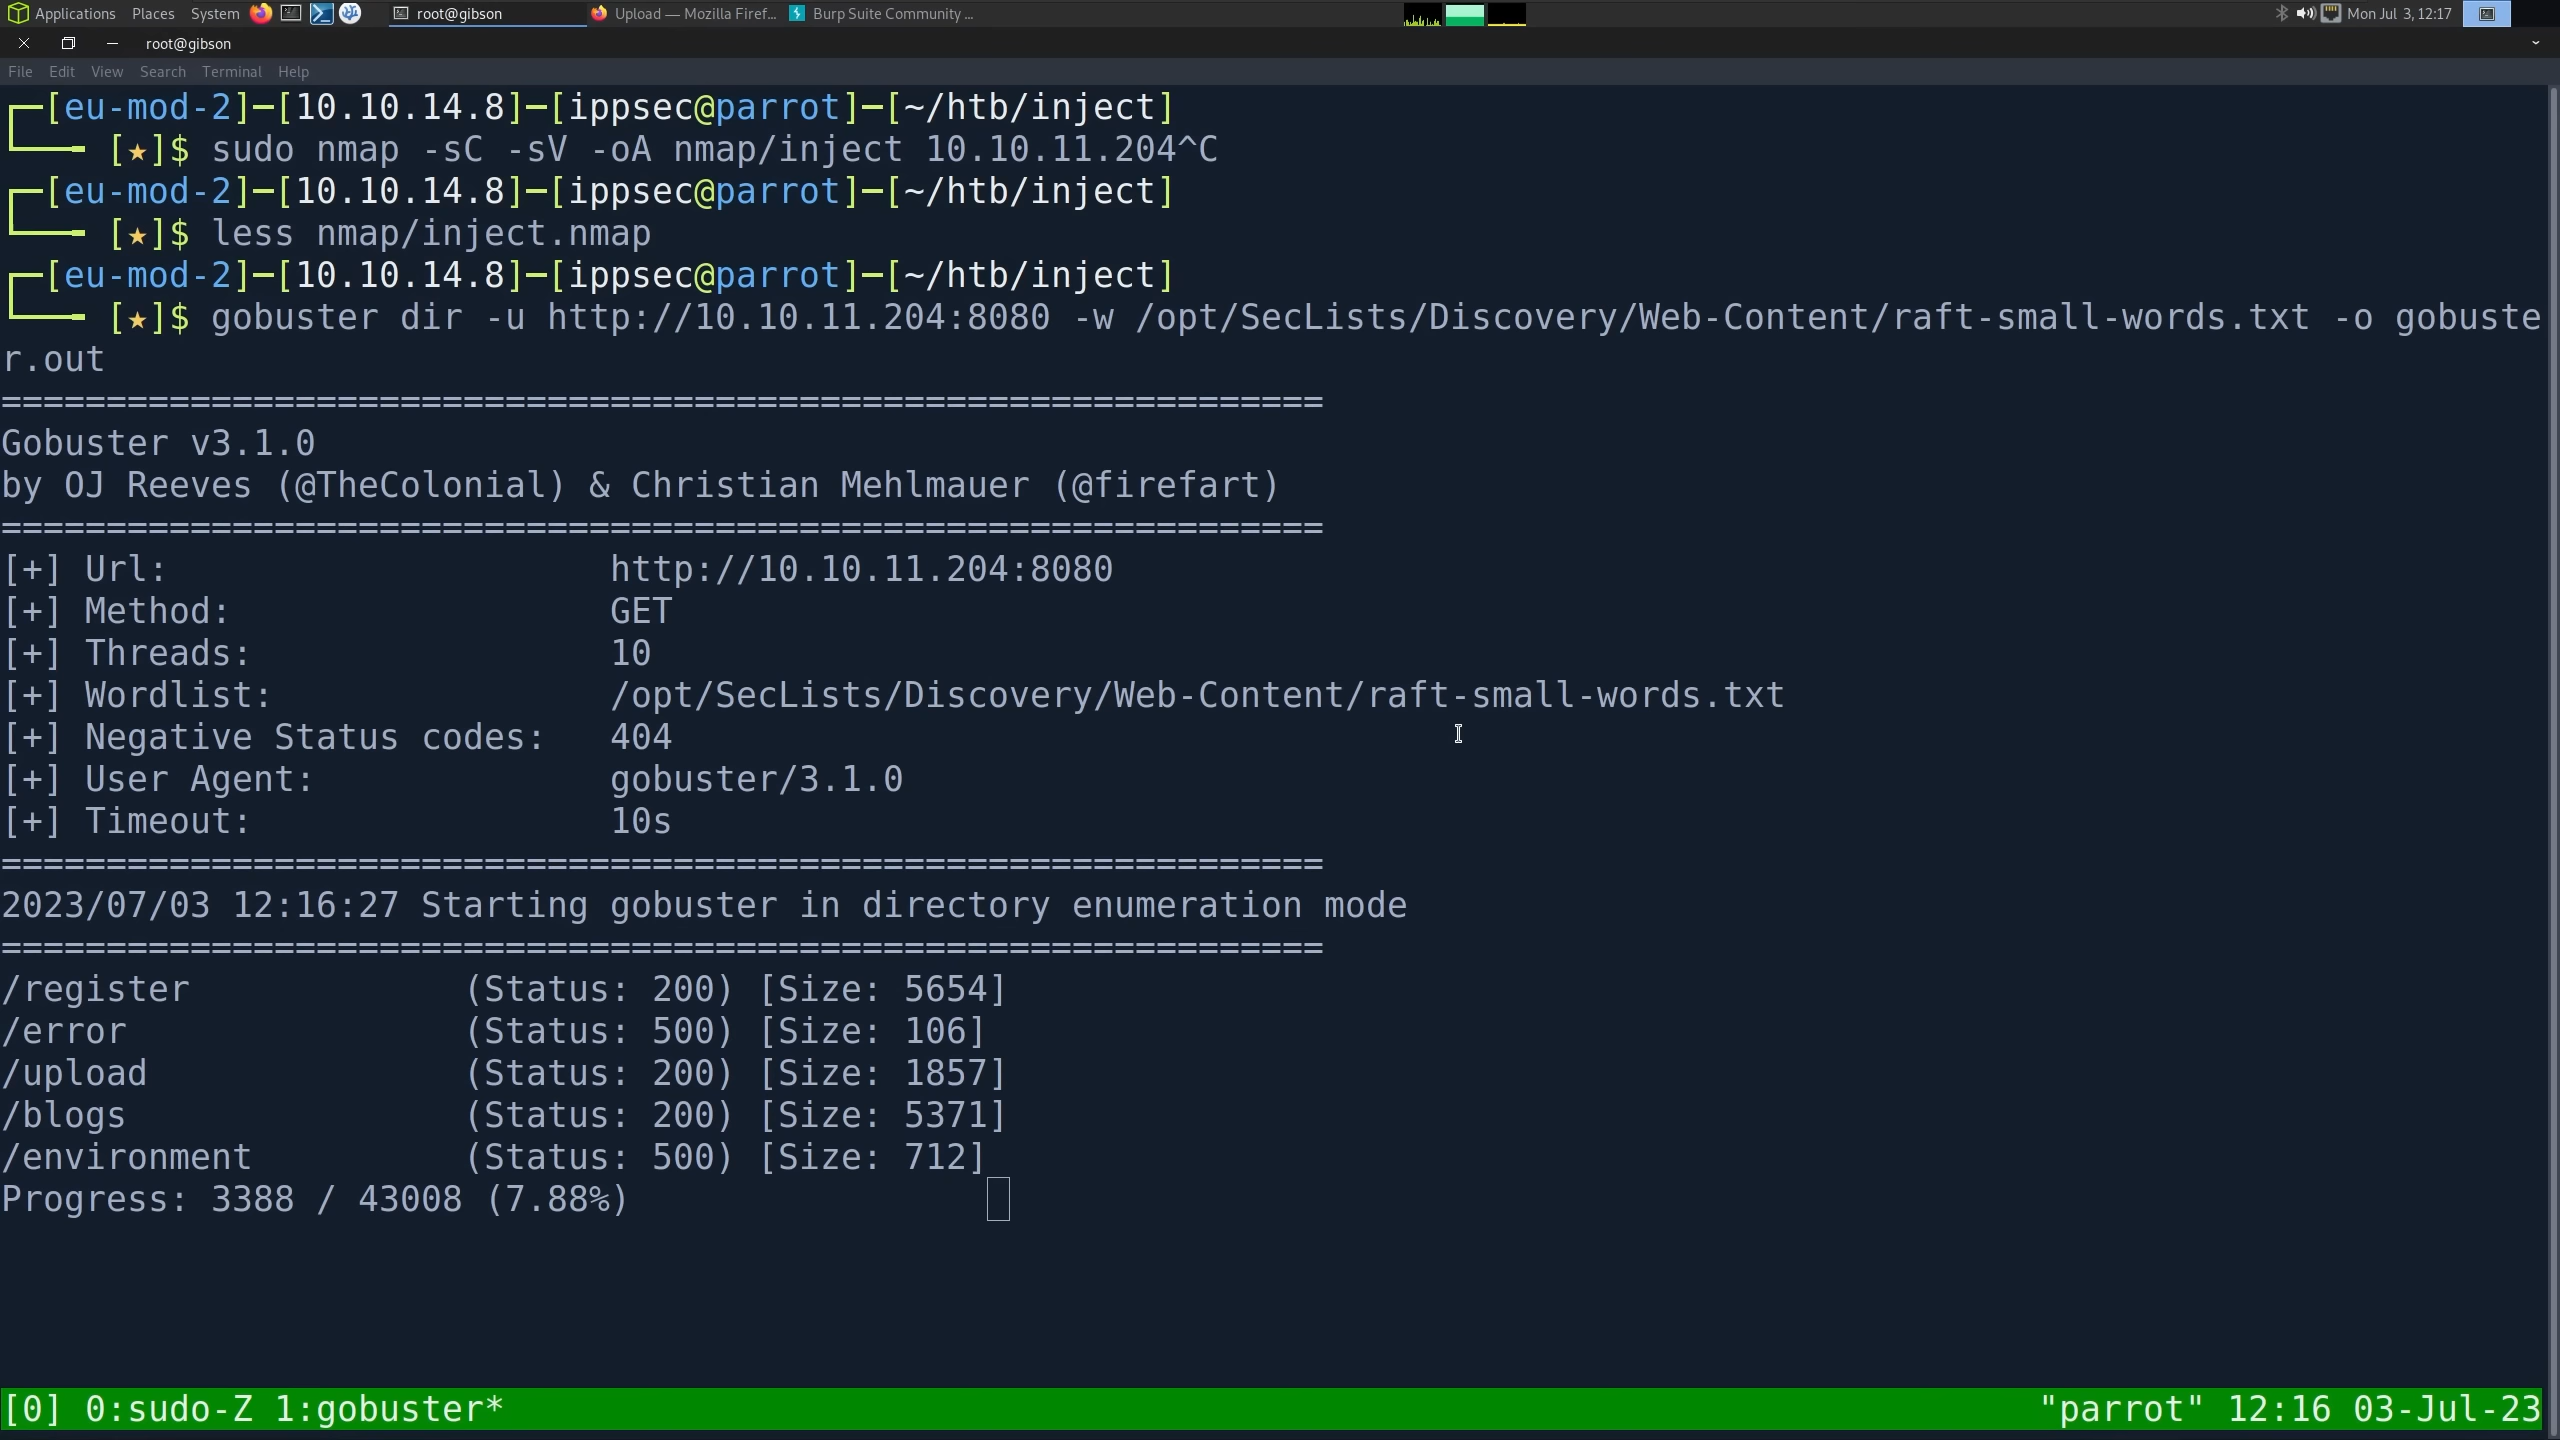 Applications Places System root@gibson Upload — Mozilla Firef... Burp Suite Community ... Mon Jul 3, 12:17
root@gibson
File Edit View Search Terminal Help
┌─[eu-mod-2]─[10.10.14.8]─[ippsec@parrot]─[~/htb/inject]
└──╼ [★]$ sudo nmap -sC -sV -oA nmap/inject 10.10.11.204^C
┌─[eu-mod-2]─[10.10.14.8]─[ippsec@parrot]─[~/htb/inject]
└──╼ [★]$ less nmap/inject.nmap
┌─[eu-mod-2]─[10.10.14.8]─[ippsec@parrot]─[~/htb/inject]
└──╼ [★]$ gobuster dir -u http://10.10.11.204:8080 -w /opt/SecLists/Discovery/Web-Content/raft-small-words.txt -o gobuste
r.out
===============================================================
Gobuster v3.1.0
by OJ Reeves (@TheColonial) & Christian Mehlmauer (@firefart)
===============================================================
[+] Url:                     http://10.10.11.204:8080
[+] Method:                  GET
[+] Threads:                 10
[+] Wordlist:                /opt/SecLists/Discovery/Web-Content/raft-small-words.txt
[+] Negative Status codes:   404
[+] User Agent:              gobuster/3.1.0
[+] Timeout:                 10s
===============================================================
2023/07/03 12:16:27 Starting gobuster in directory enumeration mode
===============================================================
/register             (Status: 200) [Size: 5654]
/error                (Status: 500) [Size: 106]
/upload               (Status: 200) [Size: 1857]
/blogs                (Status: 200) [Size: 5371]
/environment          (Status: 500) [Size: 712]
Progress: 3388 / 43008 (7.88%)
[0] 0:sudo-Z 1:gobuster* "parrot" 12:16 03-Jul-23